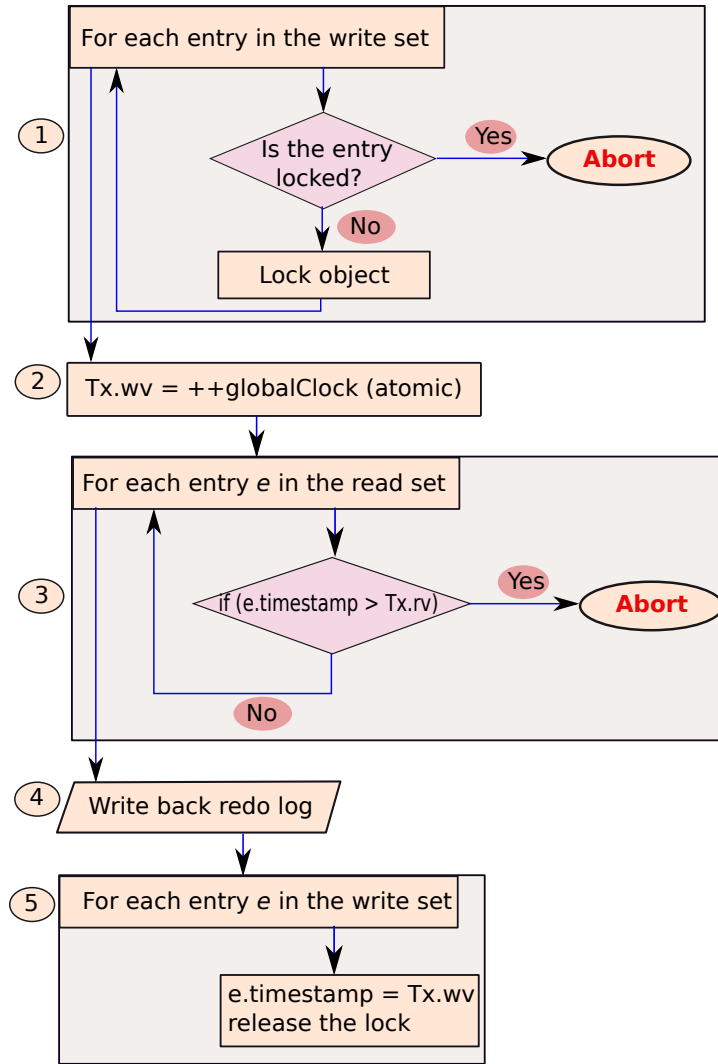 For each entry in the write set
1
Is the entry
locked?
Yes
Abort
No
Lock object
2
Tx.wv = ++globalClock (atomic)
For each entry e in the read set
3
if (e.timestamp > Tx.rv)
Yes
Abort
No
4
Write back redo log
5
For each entry e in the write set
e.timestamp = Tx.wv
release the lock